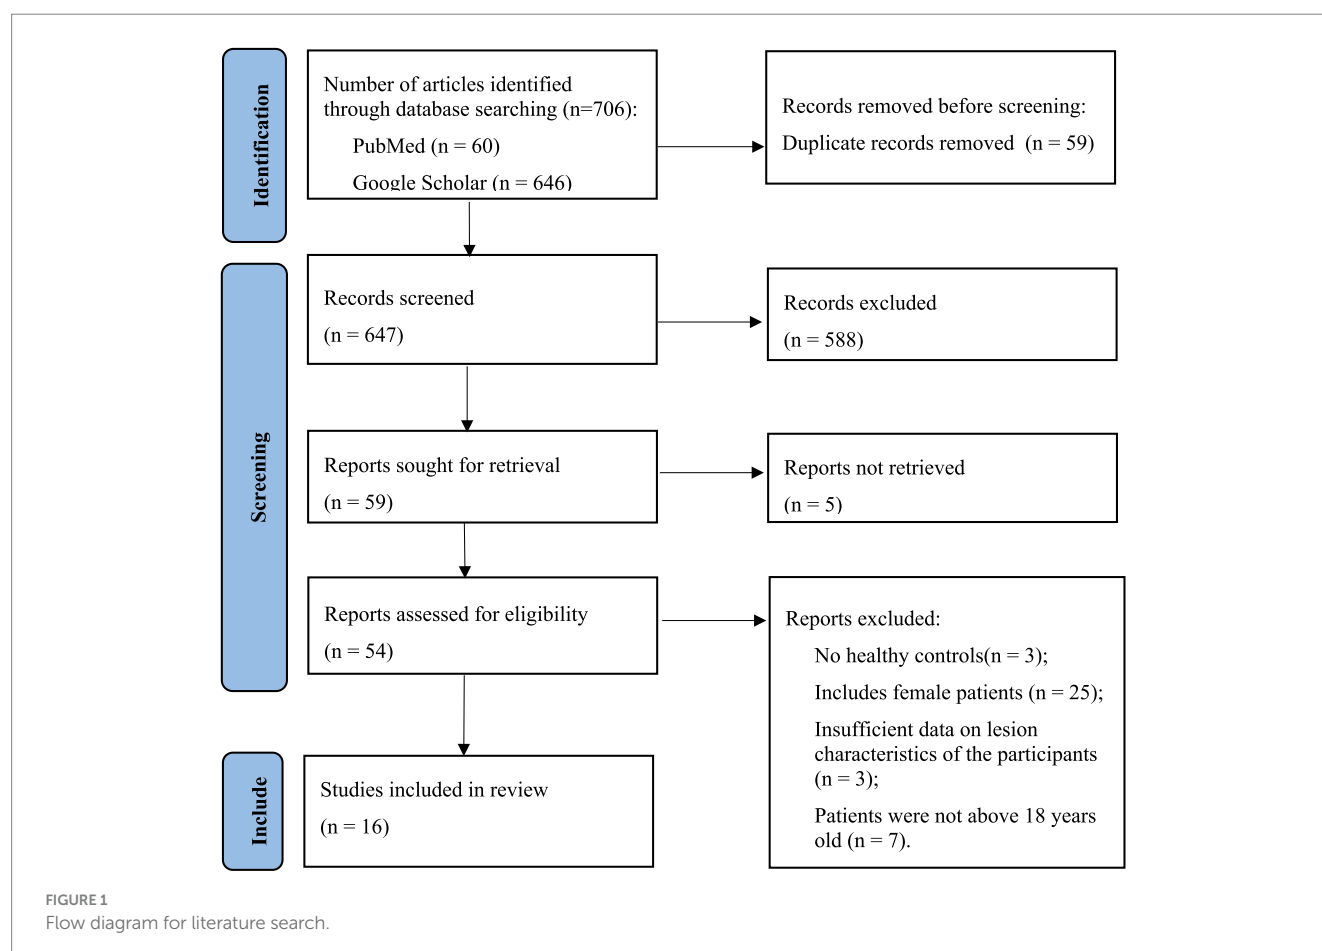 Identification
Number of articles identified
through database searching (n=706):
PubMed (n = 60)
Google Scholar (n = 646)
Records removed before screening:
Duplicate records removed (n = 59)
Screening
Records screened
(n = 647)
Records excluded
(n = 588)
Reports sought for retrieval
(n = 59)
Reports not retrieved
(n = 5)
Reports assessed for eligibility
(n = 54)
Reports excluded:
No healthy controls(n = 3);
Includes female patients (n = 25);
Insufficient data on lesion
characteristics of the participants
(n = 3);
Patients were not above 18 years
old (n = 7).
Include
Studies included in review
(n = 16)
FIGURE 1
Flow diagram for literature search.